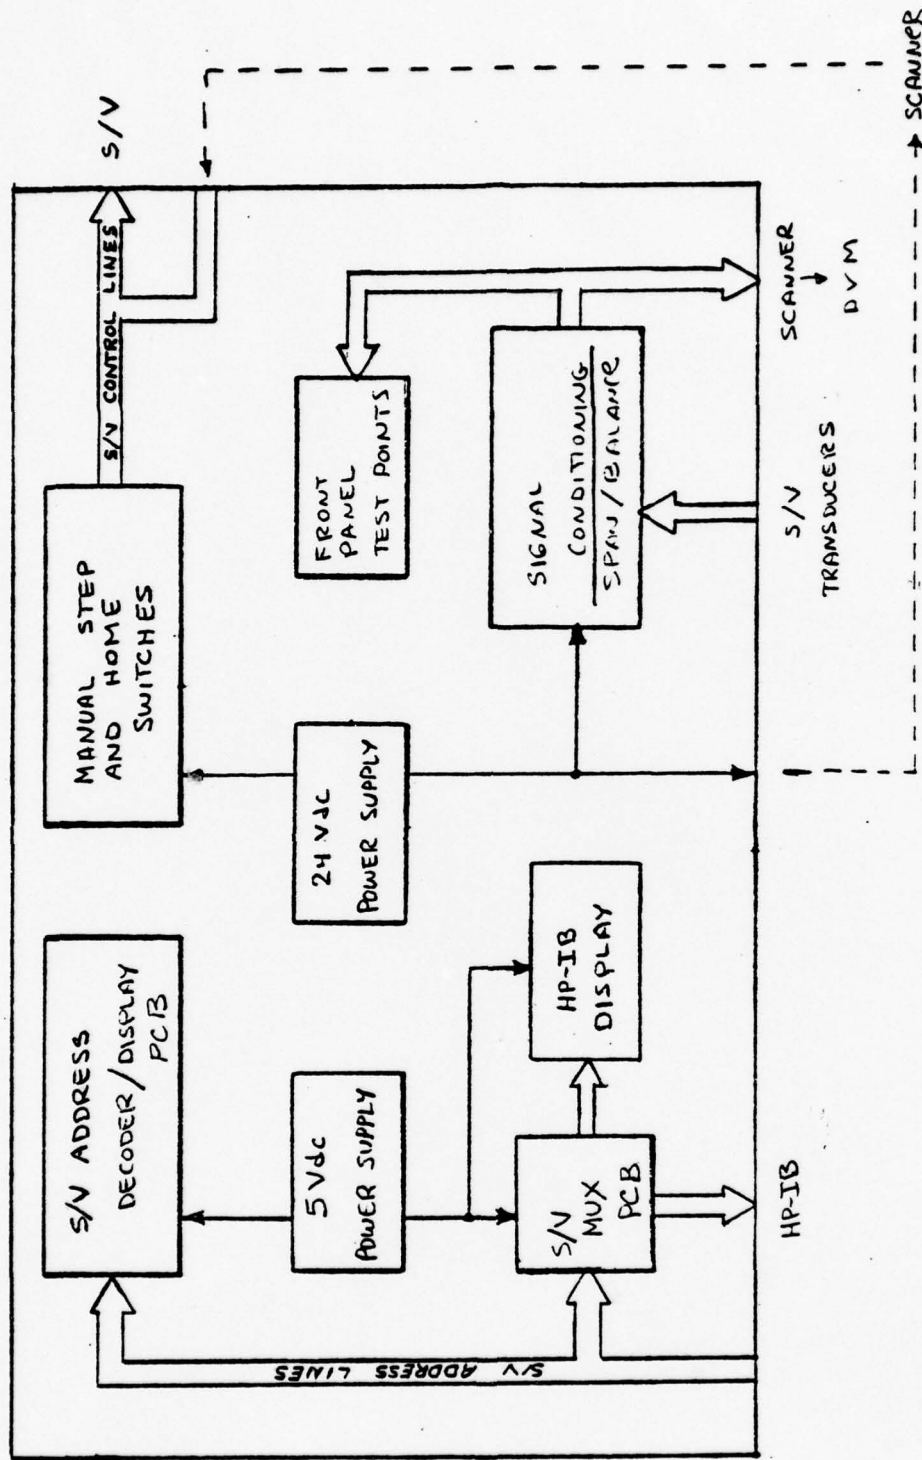 S/V ADDRESS
DECODER/DISPLAY
PCB
MANUAL STEP
AND HOME
SWITCHES
S/V CONTROL LINES
S/V
5 Vdc
POWER SUPPLY
24 Vdc
POWER SUPPLY
FRONT
PANEL
TEST POINTS
S/V ADDRESS LINES
S/V
MUX
PCB
HP-IB
DISPLAY
SIGNAL
CONDITIONING
SPAN/BALANCE
HP-IB
S/V
TRANSDUCERS
SCANNER
→
DVM
→ SCANNER